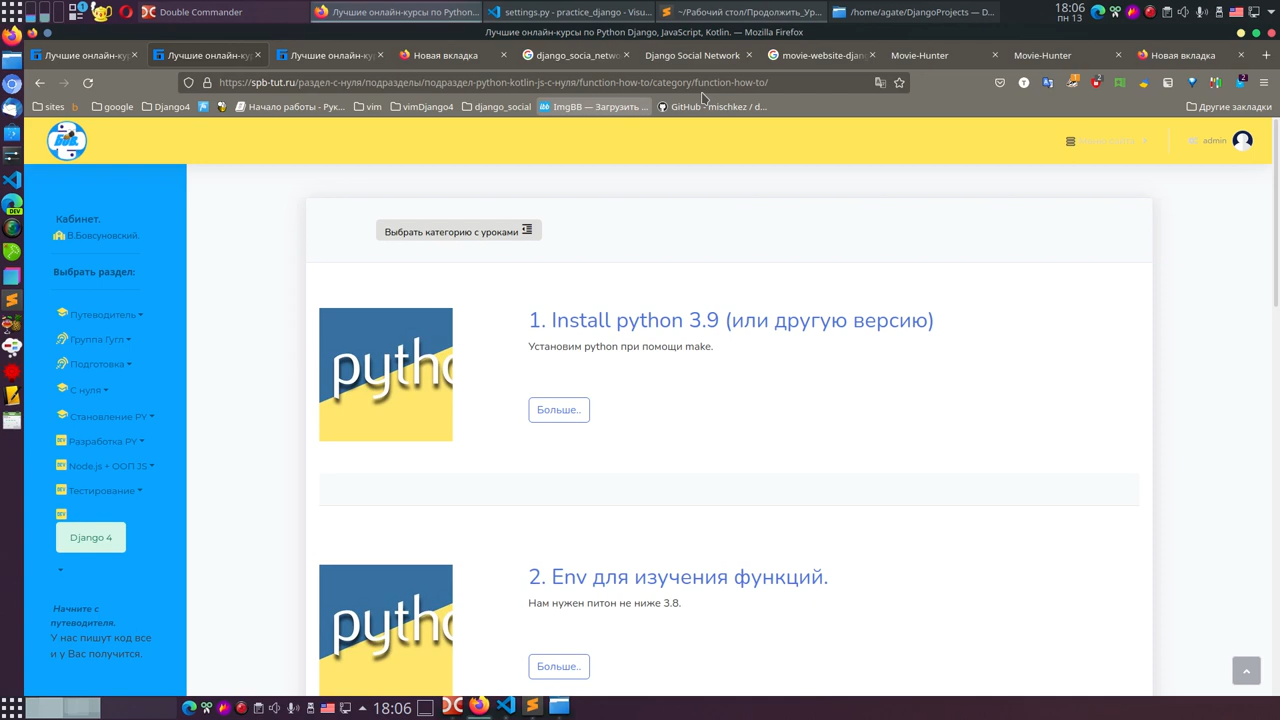 Double Commander
Лучшие онлайн-курсы по Python...
settings.py - practice_django - Visu...
~/Рабочий стол/Продолжить_Ур...
/home/agate/DjangoProjects — D...
18:06
пн 13
Лучшие онлайн-курсы по Python Django, JavaScript, Kotlin. — Mozilla Firefox
Лучшие онлайн-кур
Лучшие онлайн-кур
Лучшие онлайн-кур
Новая вкладка
django_socia_netwo
Django Social Network
movie-website-djang
Movie-Hunter
Movie-Hunter
Новая вкладка
https://spb-tut.ru/раздел-с-нуля/подразделы/подраздел-python-kotlin-js-с-нуля/function-how-to/category/function-how-to/
sites
b
google
Django4
Начало работы - Рук...
vim
vimDjango4
django_social
ImgBB — Загрузить ...
GitHub - mischkez / d...
Другие закладки
admin
Кабинет.
В.Бовсуновский.
Выбрать раздел:
Путеводитель
Группа Гугл
Подготовка
С нуля
Становление PY
Разработка PY
Node.js + ООП JS
Тестирование
Django 4
Начните с
путеводителя.
У нас пишут код все
и у Вас получится.
Выбрать категорию с уроками
1. Install python 3.9 (или другую версию)
Установим python при помощи make.
Больше..
2. Env для изучения функций.
Нам нужен питон не ниже 3.8.
Больше..
18:06